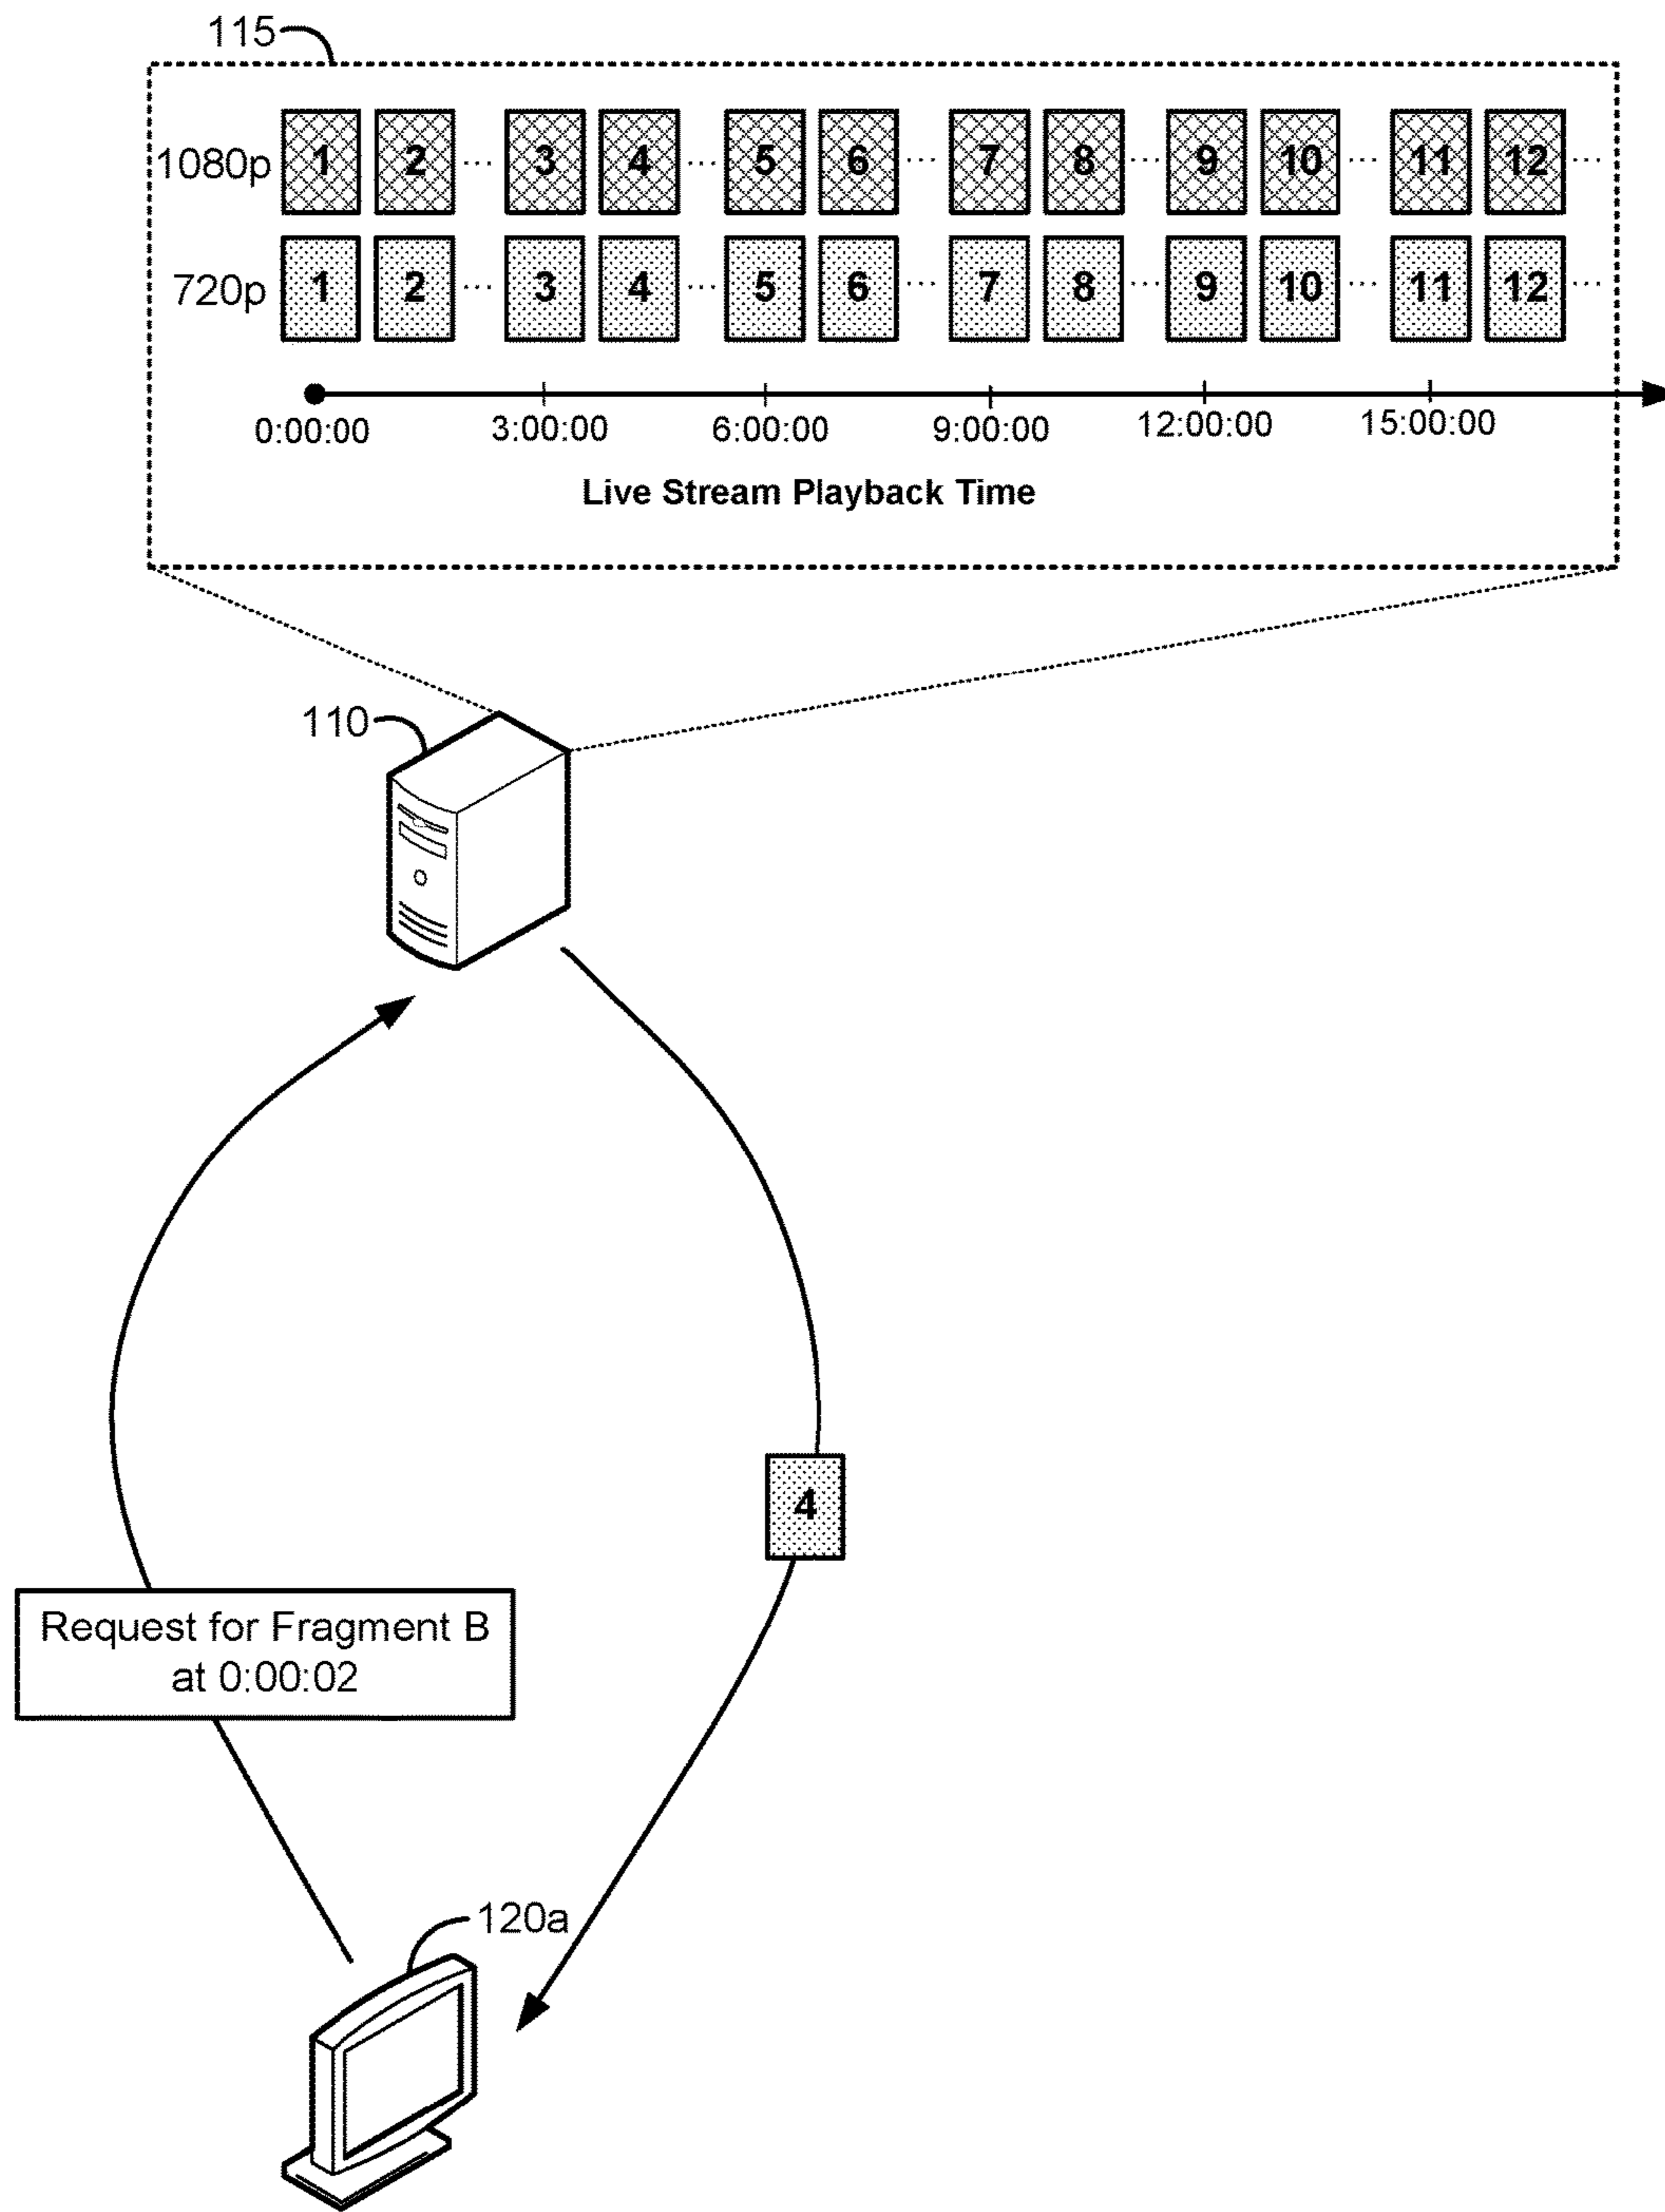 115
1080p 1 2 ... 3 4 ... 5 6 ... 7 8 ... 9 10 ... 11 12 ...
720p 1 2 ... 3 4 ... 5 6 ... 7 8 ... 9 10 ... 11 12 ...
0:00:00 3:00:00 6:00:00 9:00:00 12:00:00 15:00:00
Live Stream Playback Time
110
4
Request for Fragment B
at 0:00:02
120a